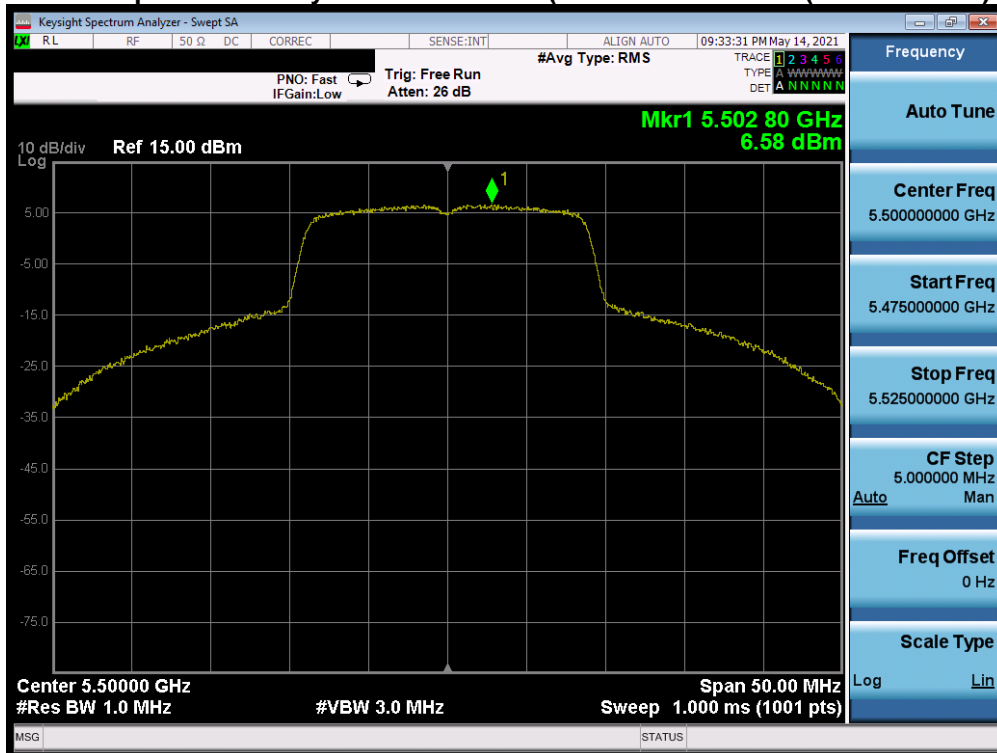 Keysight Spectrum Analyzer - Swept SA
LXI RL RF 50 Ω DC CORREC SENSE:INT ALIGN AUTO 09:33:31 PM May 14, 2021
PNO: Fast
IFGain:Low
Trig: Free Run
Atten: 26 dB
#Avg Type: RMS
TRACE 1 2 3 4 5 6
TYPE A WWWWW
DET A N N N N N
Mkr1 5.502 80 GHz
6.58 dBm
10 dB/div Ref 15.00 dBm
Log
1
5.00
-5.00
-15.0
-25.0
-35.0
-45.0
-55.0
-65.0
-75.0
Center 5.50000 GHz Span 50.00 MHz
#Res BW 1.0 MHz #VBW 3.0 MHz Sweep 1.000 ms (1001 pts)
MSG STATUS
Frequency
Auto Tune
Center Freq
5.500000000 GHz
Start Freq
5.475000000 GHz
Stop Freq
5.525000000 GHz
CF Step
5.000000 MHz
Auto Man
Freq Offset
0 Hz
Scale Type
Log Lin